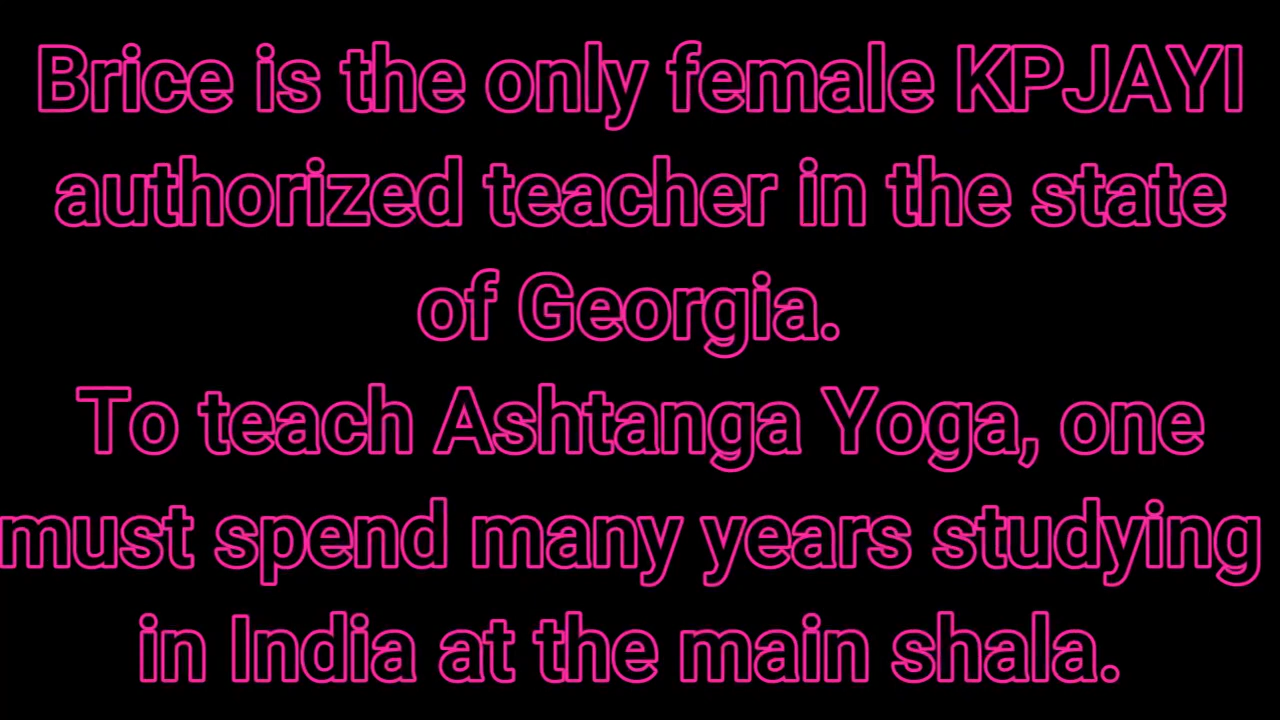 Brice is the only female KPJAYI
authorized teacher in the state
of Georgia.
To teach Ashtanga Yoga, one
must spend many years studying
in India at the main shala.